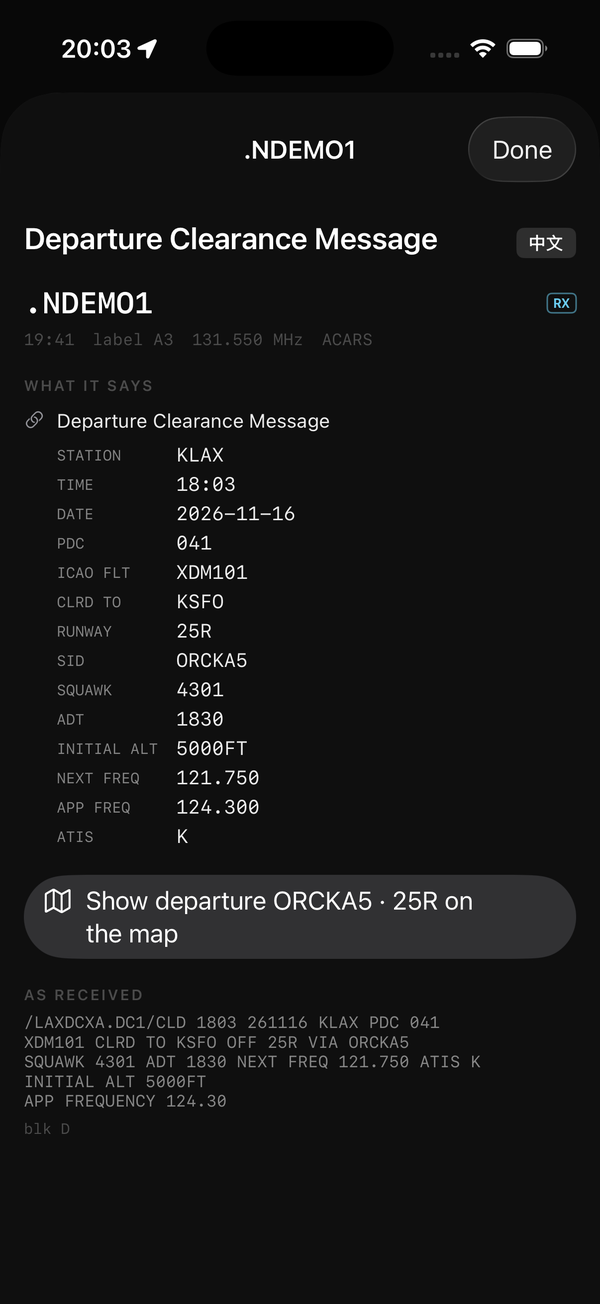 20:03
.NDEMO1
Done
Departure Clearance Message
中文
.NDEMO1
RX
19:41 label A3 131.550 MHz ACARS
WHAT IT SAYS
Departure Clearance Message
STATION KLAX
TIME 18:03
DATE 2026-11-16
PDC 041
ICAO FLT XDM101
CLRD TO KSFO
RUNWAY 25R
SID ORCKA5
SQUAWK 4301
ADT 1830
INITIAL ALT 5000FT
NEXT FREQ 121.750
APP FREQ 124.300
ATIS K
Show departure ORCKA5 · 25R on
the map
AS RECEIVED
/LAXDCXA.DC1/CLD 1803 261116 KLAX PDC 041
XDM101 CLRD TO KSFO OFF 25R VIA ORCKA5
SQUAWK 4301 ADT 1830 NEXT FREQ 121.750 ATIS K
INITIAL ALT 5000FT
APP FREQUENCY 124.30
blk D